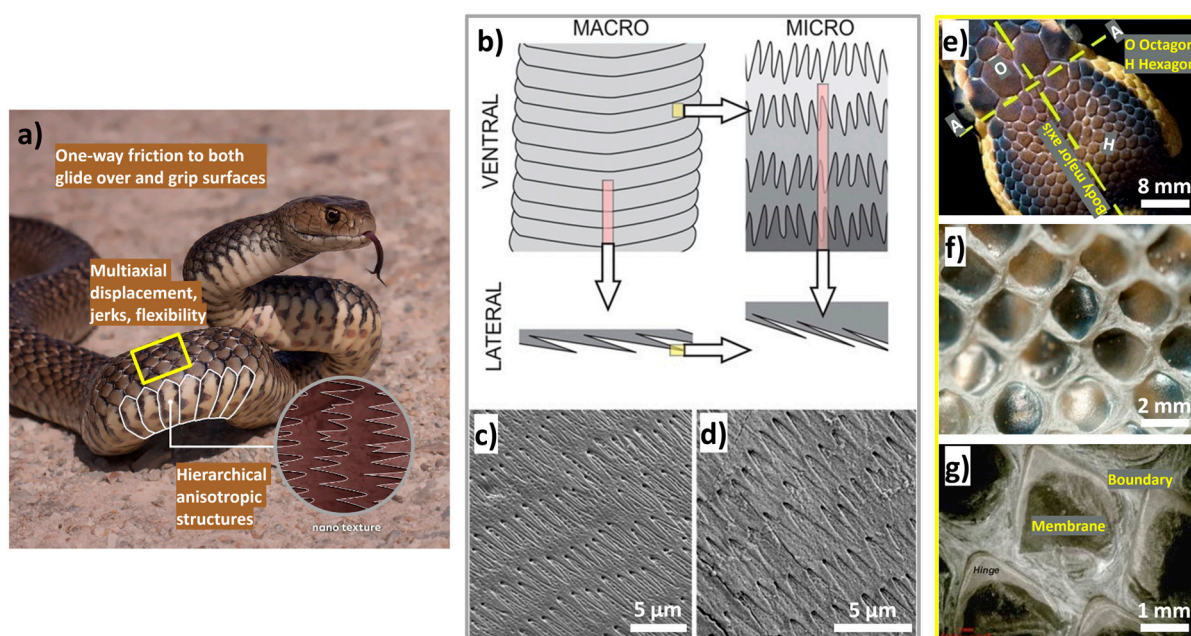 a)
One-way friction to both
glide over and grip surfaces
Multiaxial
displacement,
jerks, flexibility
Hierarchical
anisotropic
structures
nano texture
b)
MACRO
MICRO
VENTRAL
LATERAL
c)
5 μm
d)
5 μm
e)
A
O Octagon
H Hexagon
O
A
H
Body major axis
8 mm
f)
2 mm
g)
Boundary
Membrane
Hinge
1 mm